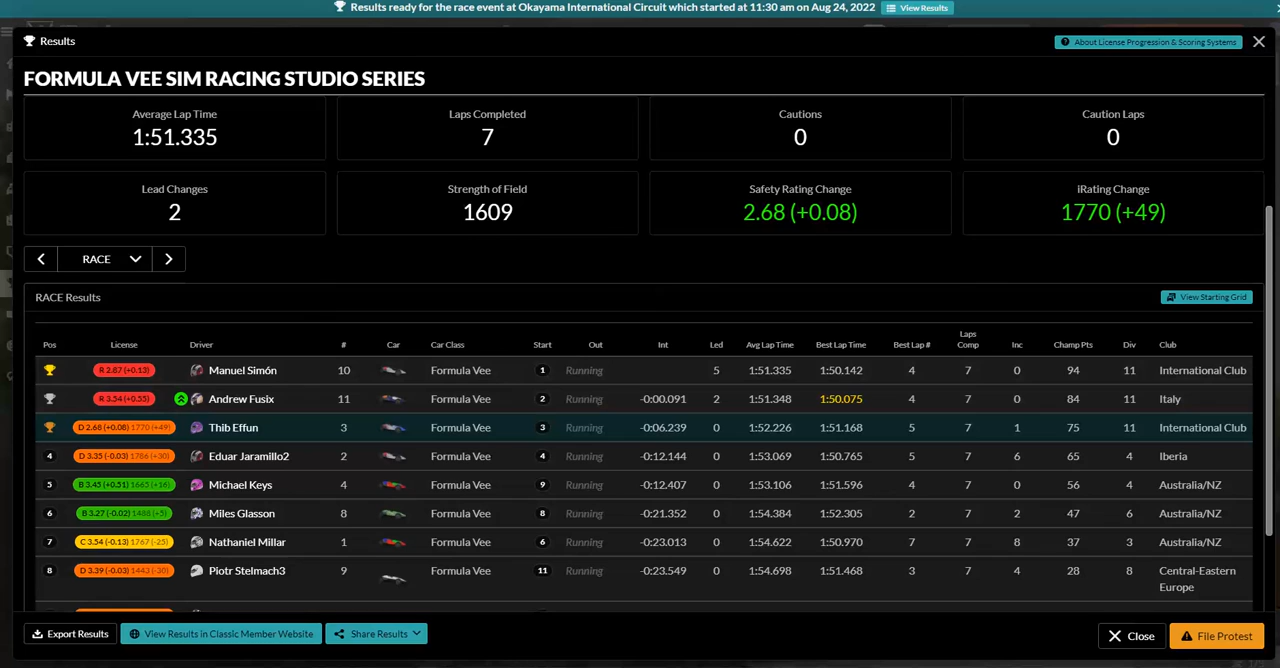 Results ready for the race event at Okayama International Circuit which started at 11:30 am on Aug 24, 2022 View Results
Results About License Progression & Scoring Systems
FORMULA VEE SIM RACING STUDIO SERIES
Average Lap Time Laps Completed Cautions Caution Laps
1:51.335 7 0 0
Lead Changes Strength of Field Safety Rating Change iRating Change
2 1609 2.68 (+0.08) 1770 (+49)
RACE
RACE Results View Starting Grid
Pos License Driver # Car Car Class Start Out Int Led Avg Lap Time Best Lap Time Best Lap # Laps Comp Inc Champ Pts Div Club
R 2.87 (+0.13) Manuel Simón 10 Formula Vee 1 Running 5 1:51.335 1:50.142 4 7 0 94 11 International Club
R 3.54 (+0.55) Andrew Fusix 11 Formula Vee 2 Running -0:00.091 2 1:51.348 1:50.075 4 7 0 84 11 Italy
D 2.68 (+0.08) 1770 (+49) Thib Effun 3 Formula Vee 3 Running -0:06.239 0 1:52.226 1:51.168 5 7 1 75 11 International Club
4 D 3.35 (-0.03) 1786 (+30) Eduar Jaramillo2 2 Formula Vee 4 Running -0:12.144 0 1:53.069 1:50.765 5 7 6 65 4 Iberia
5 B 3.45 (+0.51) 1665 (+16) Michael Keys 4 Formula Vee 9 Running -0:12.407 0 1:53.106 1:51.596 4 7 0 56 4 Australia/NZ
6 B 3.27 (-0.02) 1488 (+5) Miles Glasson 8 Formula Vee 8 Running -0:21.352 0 1:54.384 1:52.305 2 7 2 47 6 Australia/NZ
7 C 3.54 (-0.13) 1767 (-25) Nathaniel Millar 1 Formula Vee 6 Running -0:23.013 0 1:54.622 1:50.970 7 7 8 37 3 Australia/NZ
8 D 3.39 (-0.03) 1443 (-30) Piotr Stelmach3 9 Formula Vee 11 Running -0:23.549 0 1:54.698 1:51.468 3 7 4 28 8 Central-Eastern Europe
Export Results View Results in Classic Member Website Share Results Close File Protest